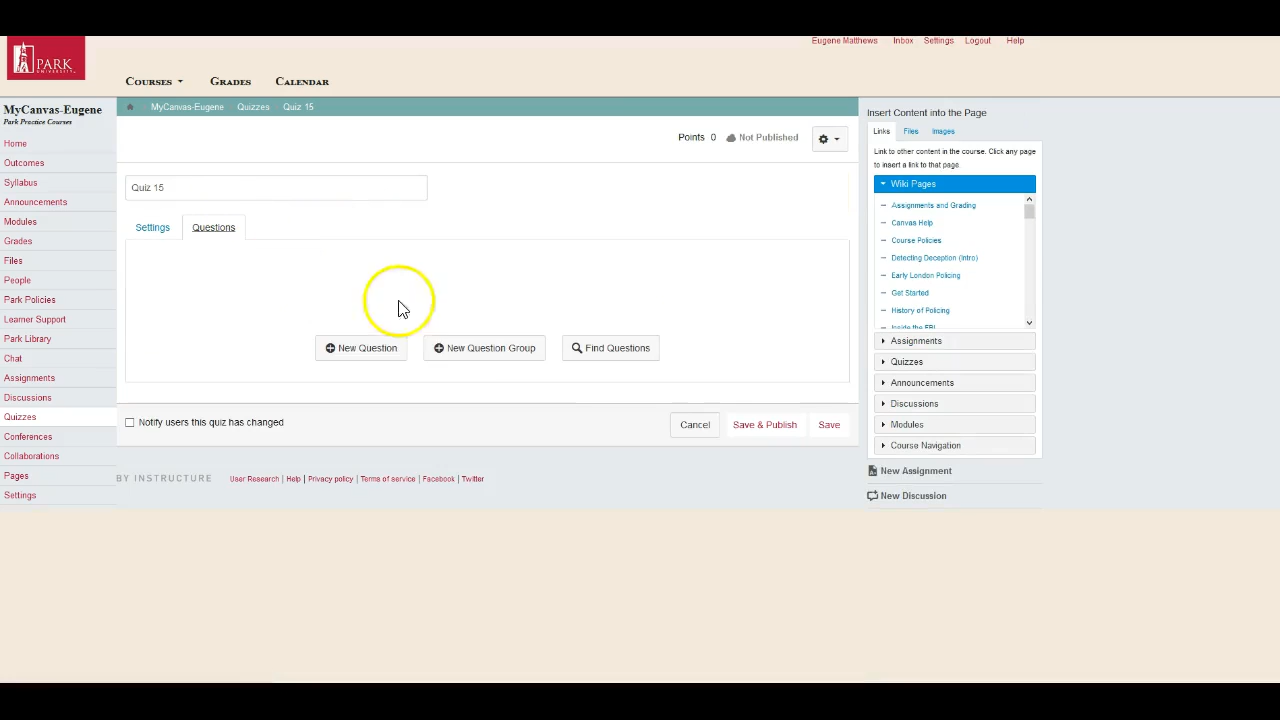 PARK
UNIVERSITY
Eugene Matthews Inbox Settings Logout Help
COURSES GRADES CALENDAR
MyCanvas-Eugene
Park Practice Courses
Home
Outcomes
Syllabus
Announcements
Modules
Grades
Files
People
Park Policies
Learner Support
Park Library
Chat
Assignments
Discussions
Quizzes
Conferences
Collaborations
Pages
Settings
MyCanvas-Eugene Quizzes Quiz 15
Points 0 Not Published
Quiz 15
Settings Questions
New Question New Question Group Find Questions
Notify users this quiz has changed
Cancel Save & Publish Save
BY INSTRUCTURE User Research | Help | Privacy policy | Terms of service | Facebook | Twitter
Insert Content into the Page
Links Files Images
Link to other content in the course. Click any page
to insert a link to that page.
Wiki Pages
Assignments and Grading
Canvas Help
Course Policies
Detecting Deception (Intro)
Early London Policing
Get Started
History of Policing
Inside the FBI
Assignments
Quizzes
Announcements
Discussions
Modules
Course Navigation
New Assignment
New Discussion